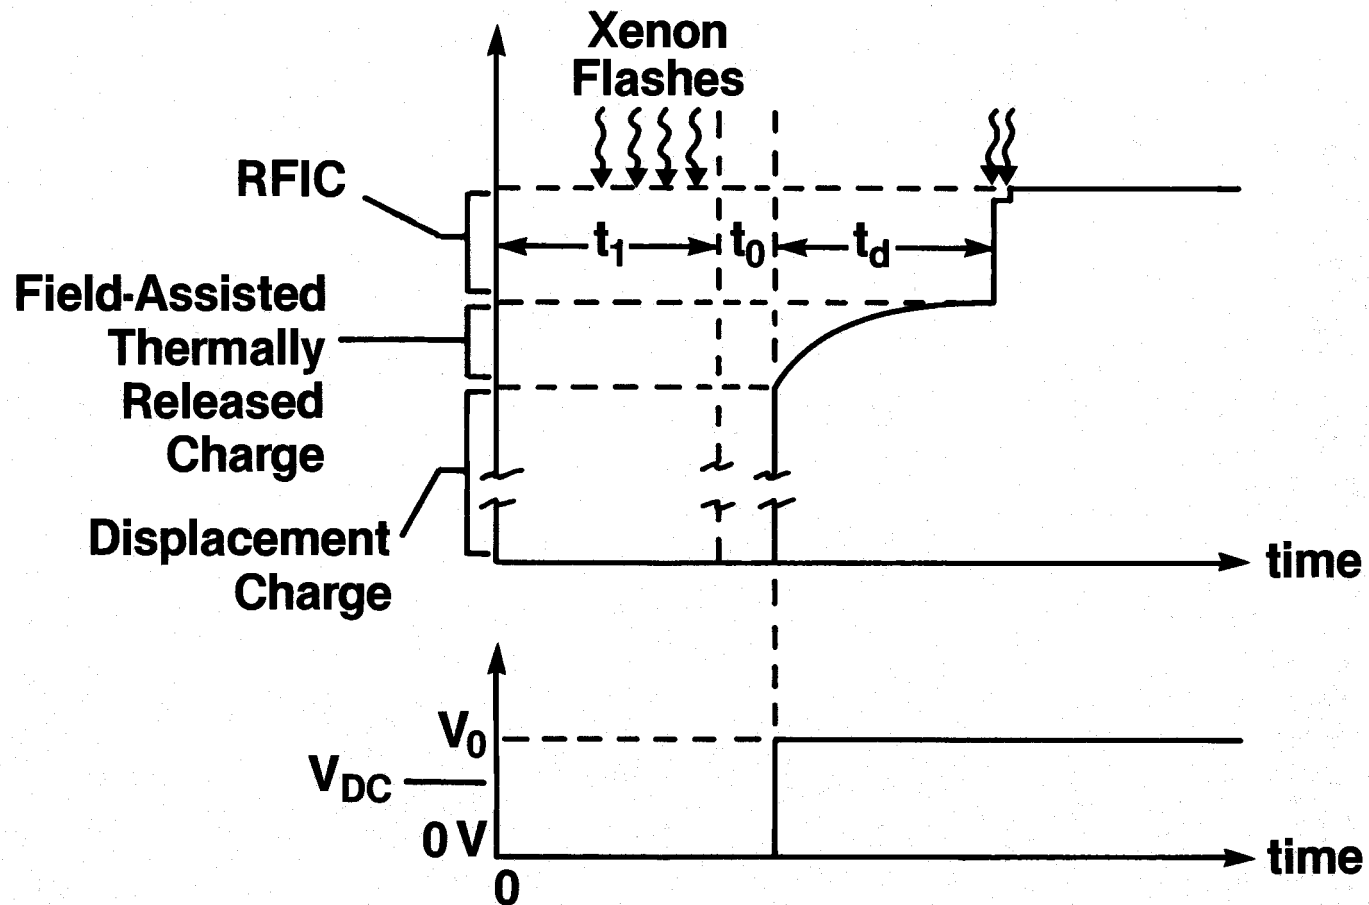 Xenon
Flashes
RFIC
t1
t0
td
Field-Assisted
Thermally
Released
Charge
Displacement
Charge
time
V0
VDC
0 V
time
0